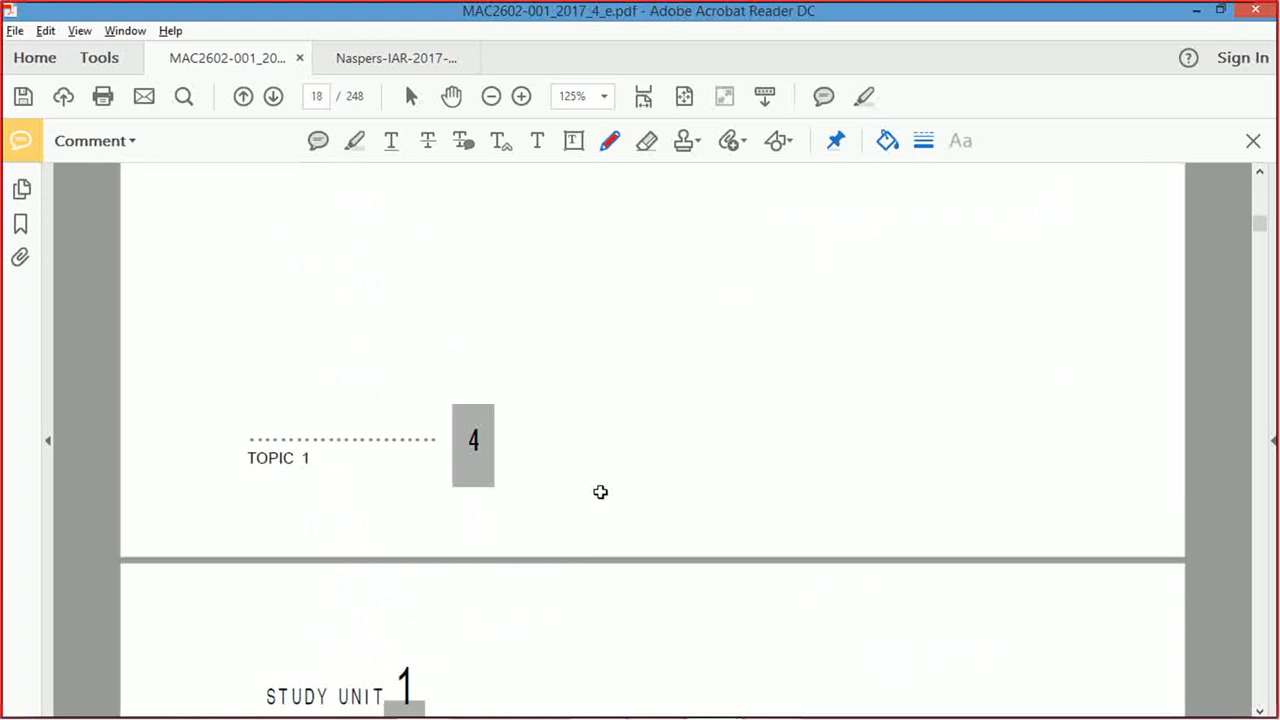 MAC2602-001_2017_4_e.pdf - Adobe Acrobat Reader DC
File Edit View Window Help
Home Tools MAC2602-001_20... × Naspers-IAR-2017-... Sign In
18 / 248 125%
Comment Aa
4
TOPIC 1
STUDY UNIT 1